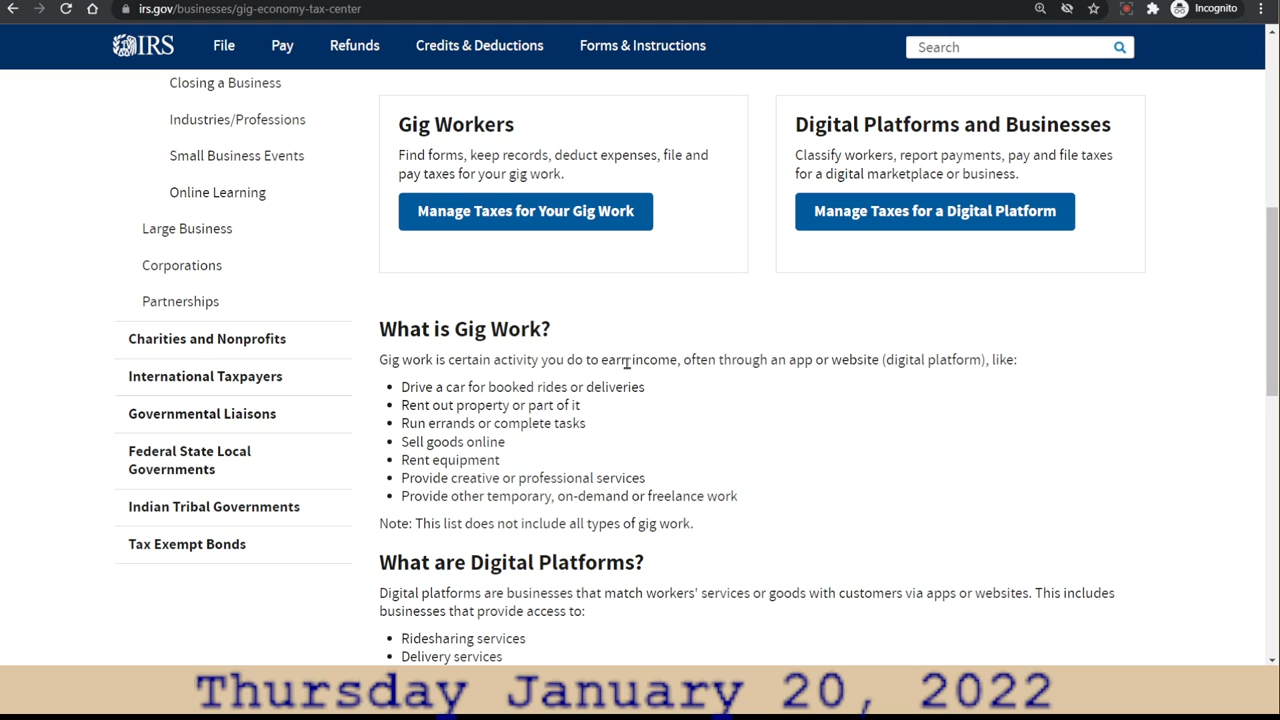 irs.gov/businesses/gig-economy-tax-center
Incognito
IRS
File
Pay
Refunds
Credits & Deductions
Forms & Instructions
Search
Closing a Business
Industries/Professions
Small Business Events
Online Learning
Large Business
Corporations
Partnerships
Charities and Nonprofits
International Taxpayers
Governmental Liaisons
Federal State Local
Governments
Indian Tribal Governments
Tax Exempt Bonds
Gig Workers
Find forms, keep records, deduct expenses, file and
pay taxes for your gig work.
Manage Taxes for Your Gig Work
Digital Platforms and Businesses
Classify workers, report payments, pay and file taxes
for a digital marketplace or business.
Manage Taxes for a Digital Platform
What is Gig Work?
Gig work is certain activity you do to earn income, often through an app or website (digital platform), like:
• Drive a car for booked rides or deliveries
• Rent out property or part of it
• Run errands or complete tasks
• Sell goods online
• Rent equipment
• Provide creative or professional services
• Provide other temporary, on-demand or freelance work
Note: This list does not include all types of gig work.
What are Digital Platforms?
Digital platforms are businesses that match workers' services or goods with customers via apps or websites. This includes
businesses that provide access to:
• Ridesharing services
• Delivery services
Thursday January 20, 2022